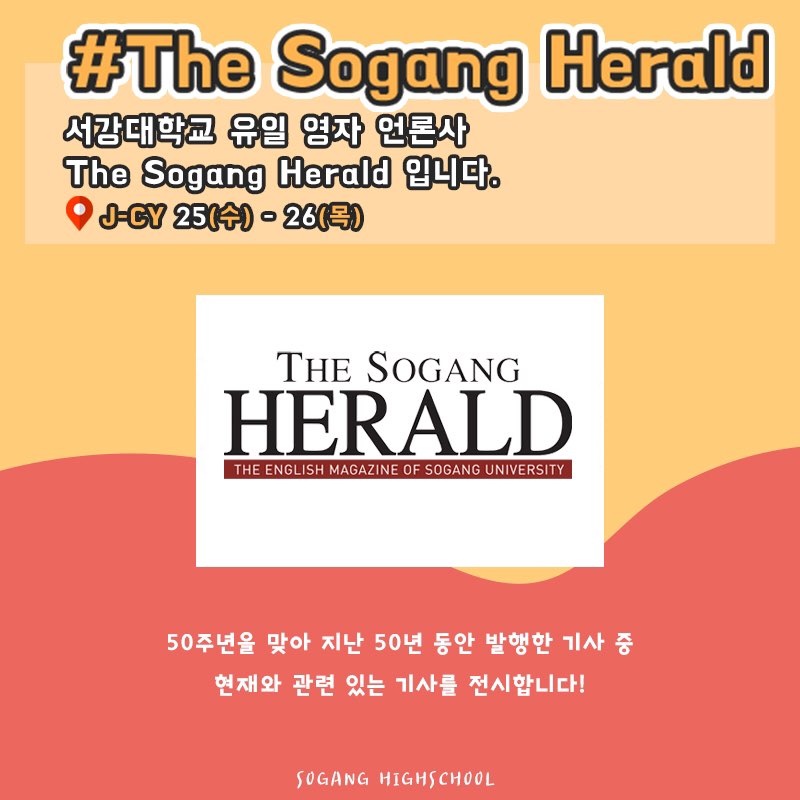 #The Sogang Herald
서강대학교 유일 영자 언론사
The Sogang Herald 입니다.
J-CY 25(수) - 26(목)
THE SOGANG
HERALD
THE ENGLISH MAGAZINE OF SOGANG UNIVERSITY
50주년을 맞아 지난 50년 동안 발행한 기사 중
현재와 관련 있는 기사를 전시합니다!
SOGANG HIGHSCHOOL